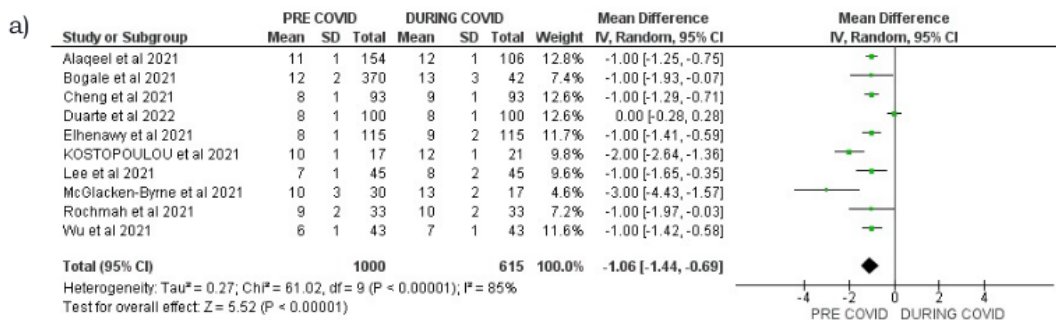 a)
PRE COVID DURING COVID Mean Difference Mean Difference
Study or Subgroup Mean SD Total Mean SD Total Weight IV, Random, 95% CI IV, Random, 95% CI
Alaqeel et al 2021 11 1 154 12 1 106 12.8% -1.00 [-1.25, -0.75]
Bogale et al 2021 12 2 370 13 3 42 7.4% -1.00 [-1.93, -0.07]
Cheng et al 2021 8 1 93 9 1 93 12.6% -1.00 [-1.29, -0.71]
Duarte et al 2022 8 1 100 8 1 100 12.6% 0.00 [-0.28, 0.28]
Elhenawy et al 2021 8 1 115 9 2 115 11.7% -1.00 [-1.41, -0.59]
KOSTOPOULOU et al 2021 10 1 17 12 1 21 9.8% -2.00 [-2.64, -1.36]
Lee et al 2021 7 1 45 8 2 45 9.6% -1.00 [-1.65, -0.35]
McGlacken-Byrne et al 2021 10 3 30 13 2 17 4.6% -3.00 [-4.43, -1.57]
Rochmah et al 2021 9 2 33 10 2 33 7.2% -1.00 [-1.97, -0.03]
Wu et al 2021 6 1 43 7 1 43 11.6% -1.00 [-1.42, -0.58]
Total (95% CI) 1000 615 100.0% -1.06 [-1.44, -0.69]
Heterogeneity: Tau² = 0.27; Chi² = 61.02, df = 9 (P < 0.00001); I² = 85%
Test for overall effect: Z = 5.52 (P < 0.00001)
-4 -2 0 2 4
PRE COVID DURING COVID